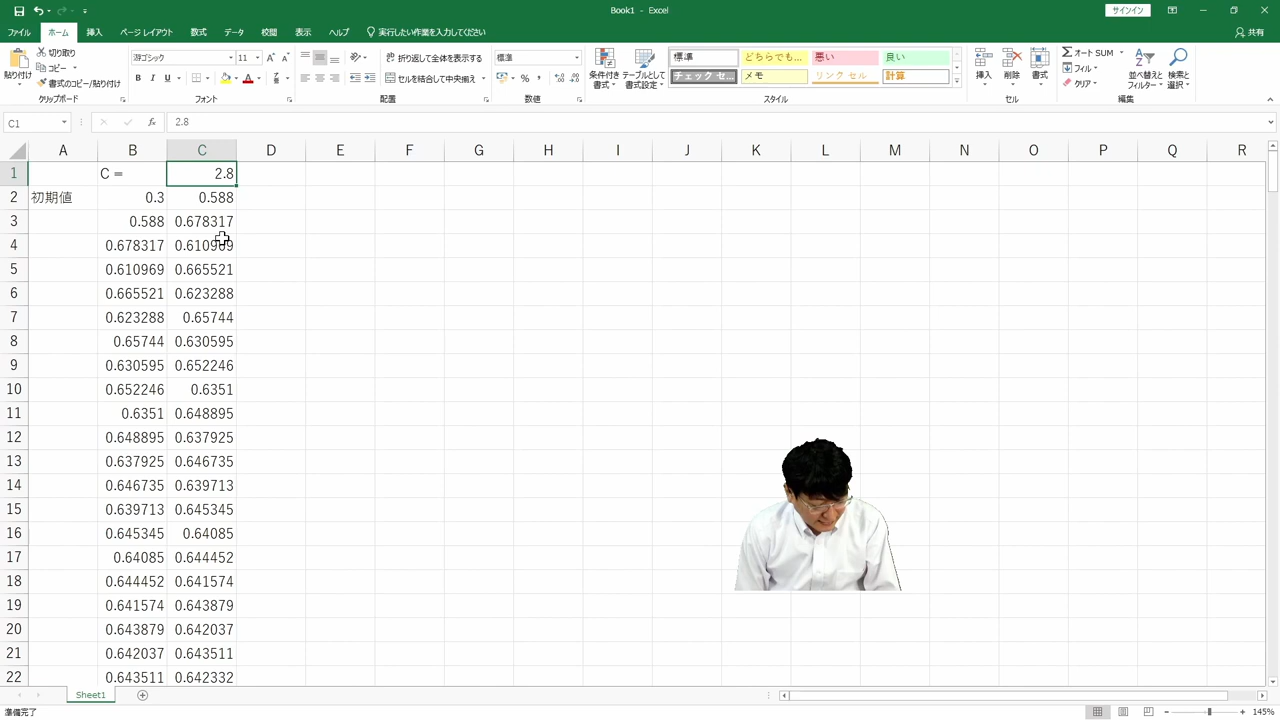 Book1 - Excel
サインイン
ファイル ホーム 挿入 ページ レイアウト 数式 データ 校閲 表示 ヘルプ 実行したい作業を入力してください 共有
貼り付け
切り取り
コピー
書式のコピー/貼り付け
クリップボード
游ゴシック 11
B I U
フォント
折り返して全体を表示する
セルを結合して中央揃え
配置
標準
%
数値
条件付き書式
テーブルとして書式設定
標準 どちらでも... 悪い 良い
チェック セ... メモ リンク セル 計算
スタイル
挿入 削除 書式
セル
オート SUM
フィル
クリア
並べ替えとフィルター
検索と選択
編集
C1 fx 2.8
A B C D E F G H I J K L M N O P Q R
1 C = 2.8
2 初期値 0.3 0.588
3 0.588 0.678317
4 0.678317 0.610969
5 0.610969 0.665521
6 0.665521 0.623288
7 0.623288 0.65744
8 0.65744 0.630595
9 0.630595 0.652246
10 0.652246 0.6351
11 0.6351 0.648895
12 0.648895 0.637925
13 0.637925 0.646735
14 0.646735 0.639713
15 0.639713 0.645345
16 0.645345 0.64085
17 0.64085 0.644452
18 0.644452 0.641574
19 0.641574 0.643879
20 0.643879 0.642037
21 0.642037 0.643511
22 0.643511 0.642332
Sheet1
準備完了 145%